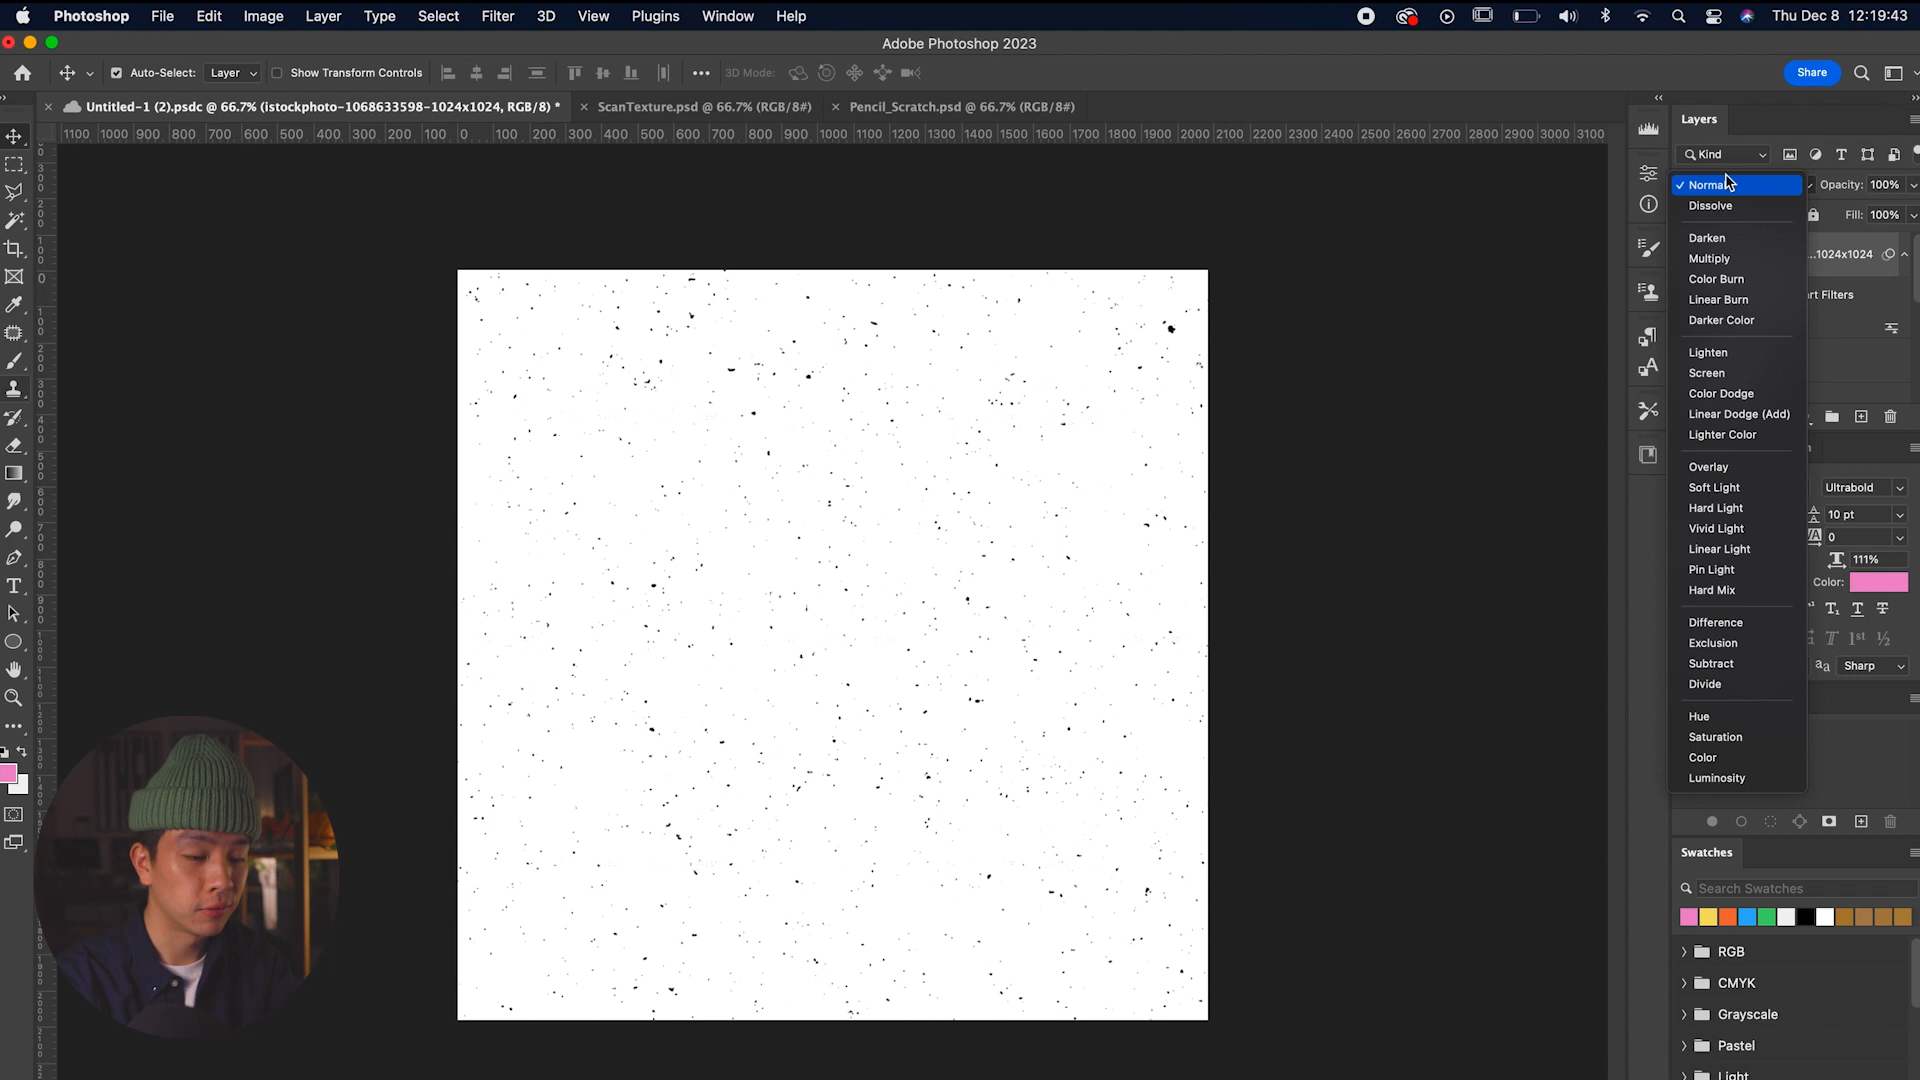 Photoshop File Edit Image Layer Type Select Filter 3D View Plugins Window Help Thu Dec 8 12:19:43
Adobe Photoshop 2023
Auto-Select: Layer Show Transform Controls 3D Mode: Share
Untitled-1 (2).psdc @ 66.7% (istockphoto-1068633598-1024x1024, RGB/8) * ScanTexture.psd @ 66.7% (RGB/8#) Pencil_Scratch.psd @ 66.7% (RGB/8#)
1100 1000 900 800 700 600 500 400 300 200 100 0 100 200 300 400 500 600 700 800 900 1000 1100 1200 1300 1400 1500 1600 1700 1800 1900 2000 2100 2200 2300 2400 2500 2600 2700 2800 2900 3000 3100
Layers
Kind
Normal Opacity: 100%
Dissolve Fill: 100%
Darken
Multiply ...1024x1024
Color Burn
Linear Burn rt Filters
Darker Color
Lighten
Screen
Color Dodge
Linear Dodge (Add)
Lighter Color
Overlay
Soft Light Ultrabold
Hard Light 10 pt
Vivid Light 0
Linear Light 111%
Pin Light Color:
Hard Mix
Difference
Exclusion
Subtract Sharp
Divide
Hue
Saturation
Color
Luminosity
Swatches
Search Swatches
RGB
CMYK
Grayscale
Pastel
Light